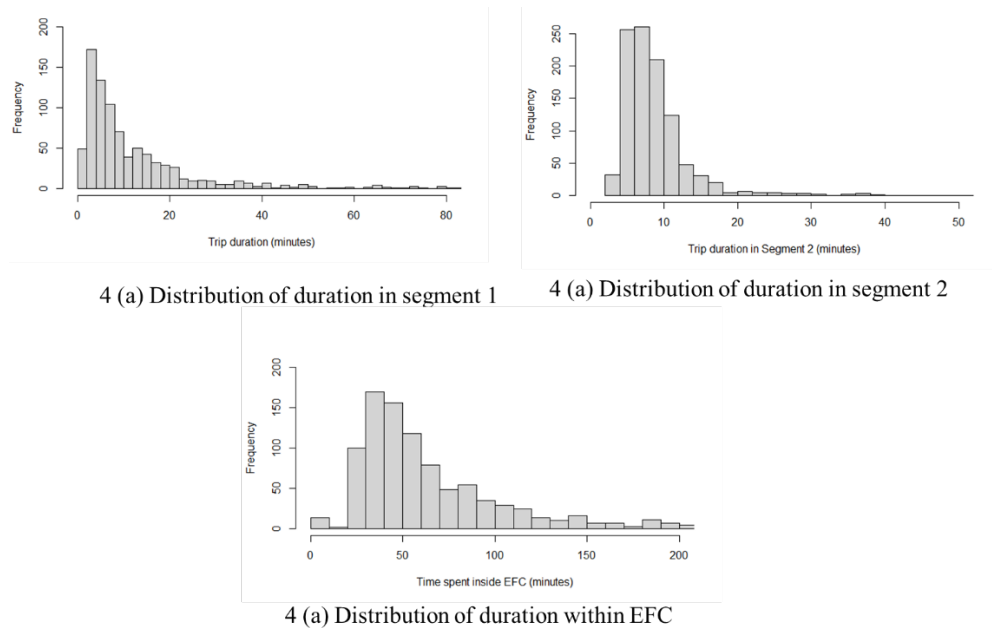 200
150
100
50
0
Frequency
0 20 40 60 80
Trip duration (minutes)
4 (a) Distribution of duration in segment 1
250
200
150
100
50
0
Frequency
0 10 20 30 40 50
Trip duration in Segment 2 (minutes)
4 (a) Distribution of duration in segment 2
200
150
100
50
0
Frequency
0 50 100 150 200
Time spent inside EFC (minutes)
4 (a) Distribution of duration within EFC